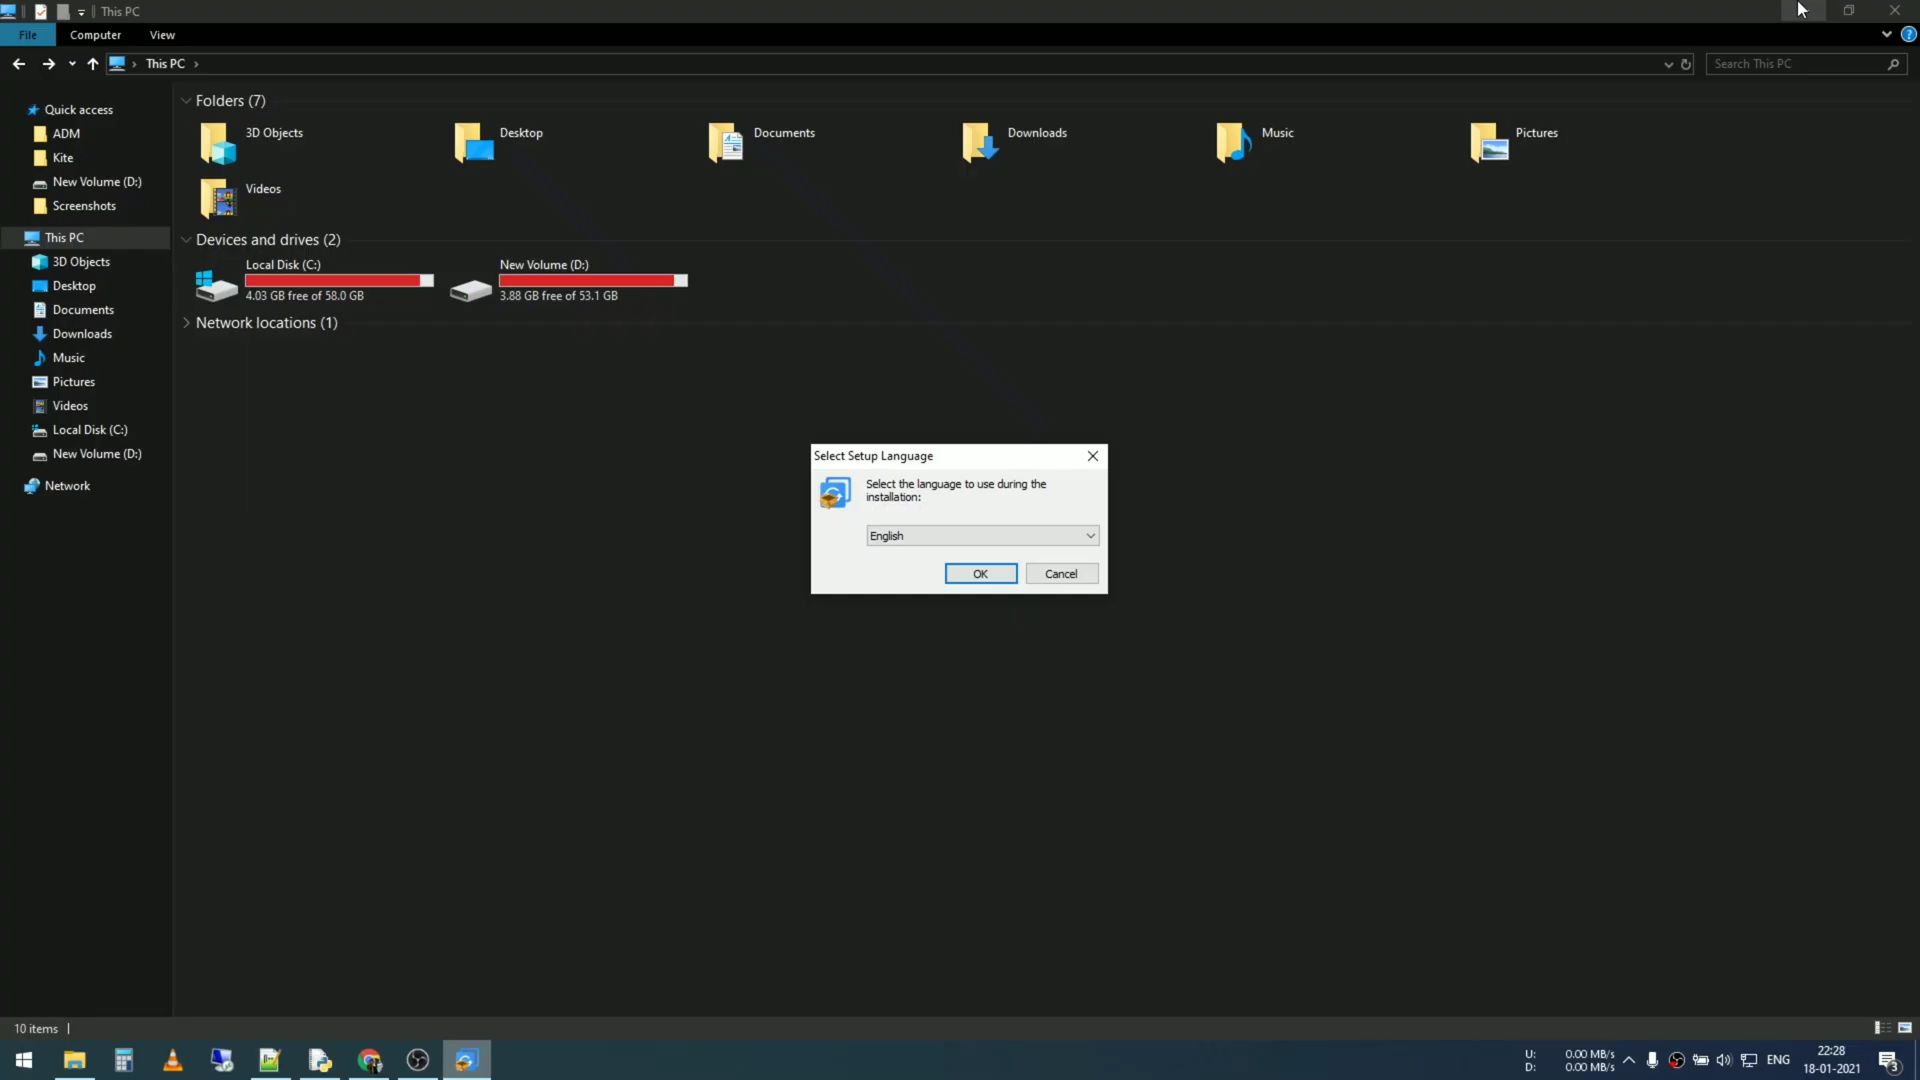 This PC
File
Computer
View
This PC
Search This PC
Quick access
ADM
Kite
New Volume (D:)
Screenshots
This PC
3D Objects
Desktop
Documents
Downloads
Music
Pictures
Videos
Local Disk (C:)
New Volume (D:)
Network
Folders (7)
3D Objects
Desktop
Documents
Downloads
Music
Pictures
Videos
Devices and drives (2)
Local Disk (C:)
4.03 GB free of 58.0 GB
New Volume (D:)
3.88 GB free of 53.1 GB
Network locations (1)
Select Setup Language
Select the language to use during the
installation:
English
OK
Cancel
10 items
U: 0.00 MB/s
D: 0.00 MB/s
ENG
22:28
18-01-2021
3